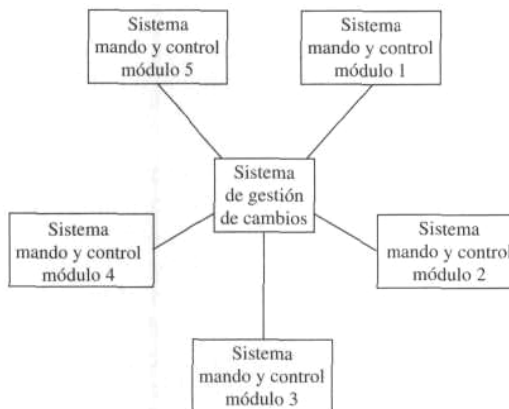 Sistema
mando y control
módulo 5
Sistema
mando y control
módulo 1
Sistema
de gestión
de cambios
Sistema
mando y control
módulo 4
Sistema
mando y control
módulo 2
Sistema
mando y control
módulo 3